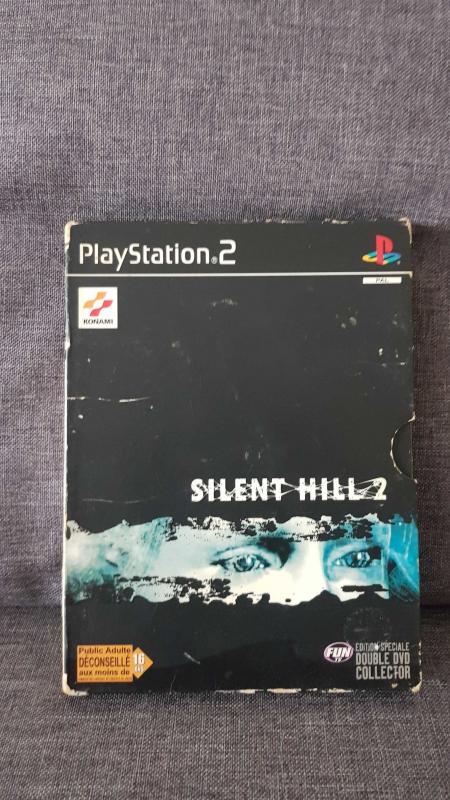 PlayStation®2
PAL
KONAMI
SILENT HILL 2
Public Adulte
DÉCONSEILLÉ
aux moins de
16
FUN
TV
EDITION SPECIALE
DOUBLE DVD
COLLECTOR